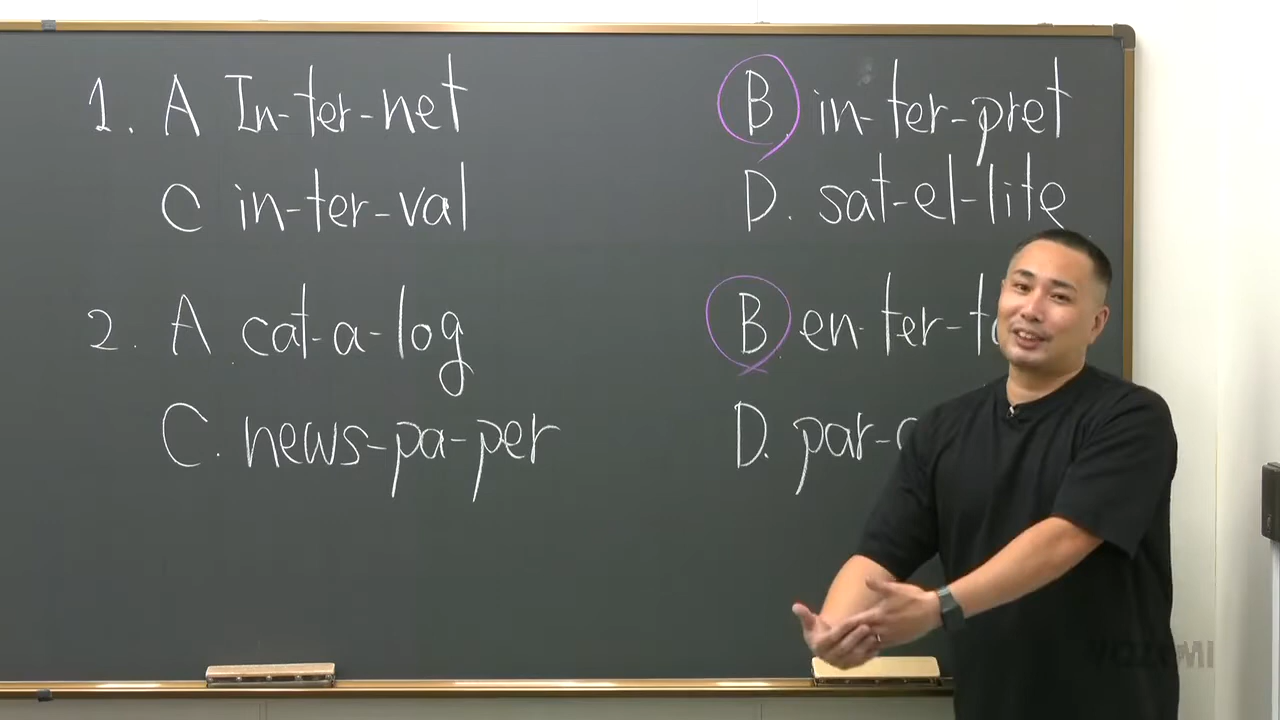 1. A In-ter-net B in-ter-pret
C in-ter-val D. sat-el-lite
2. A cat-a-log B en-ter-
C. news-pa-per D. par-